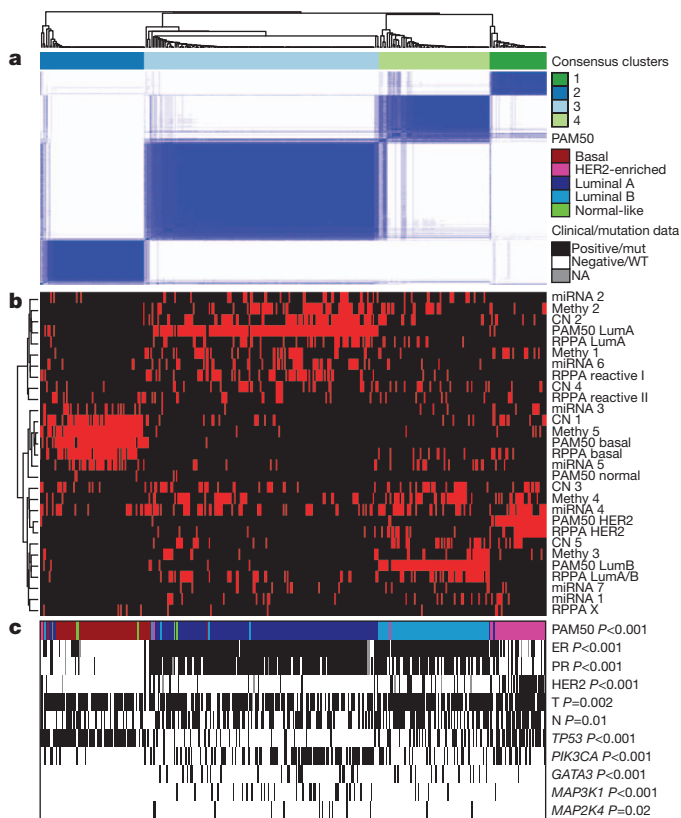 a
Consensus clusters
1
2
3
4
PAM50
Basal
HER2-enriched
Luminal A
Luminal B
Normal-like
Clinical/mutation data
Positive/mut
Negative/WT
NA
b
miRNA 2
Methy 2
CN 2
PAM50 LumA
RPPA LumA
Methy 1
miRNA 6
RPPA reactive I
CN 4
RPPA reactive II
miRNA 3
CN 1
Methy 5
PAM50 basal
RPPA basal
miRNA 5
PAM50 normal
CN 3
Methy 4
miRNA 4
PAM50 HER2
RPPA HER2
CN 5
Methy 3
PAM50 LumB
RPPA LumA/B
miRNA 7
miRNA 1
RPPA X
c
PAM50 P<0.001
ER P<0.001
PR P<0.001
HER2 P<0.001
T P=0.002
N P=0.01
TP53 P<0.001
PIK3CA P<0.001
GATA3 P<0.001
MAP3K1 P<0.001
MAP2K4 P=0.02